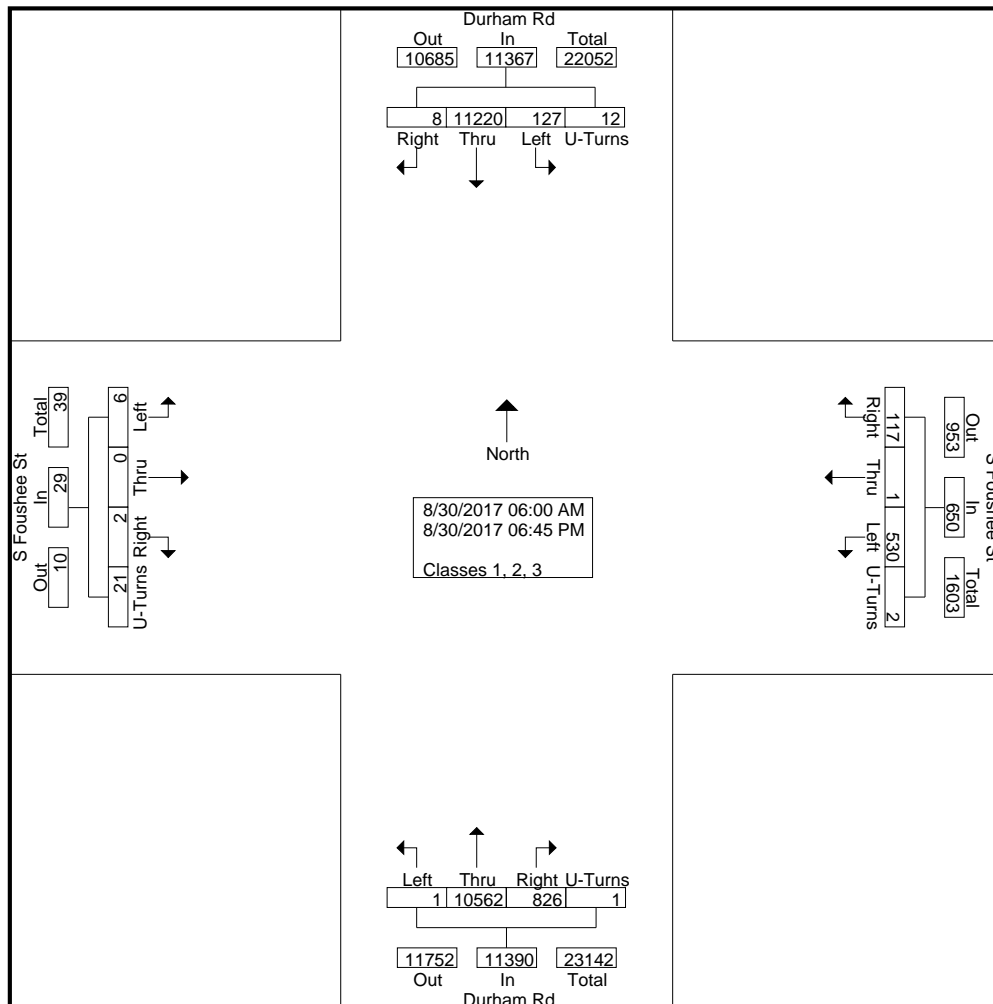 Durham Rd
Out In Total
10685 11367 22052
8 11220 127 12
Right Thru Left U-Turns
S Foushee St
Total In Out
39 29 10
6 0 2 21
Left Thru Right U-Turns
North
8/30/2017 06:00 AM
8/30/2017 06:45 PM
Classes 1, 2, 3
Right Thru Left U-Turns
117 1 530 2
953 650 1603
Out In Total
S Foushee St
Left Thru Right U-Turns
1 10562 826 1
11752 11390 23142
Out In Total
Durham Rd